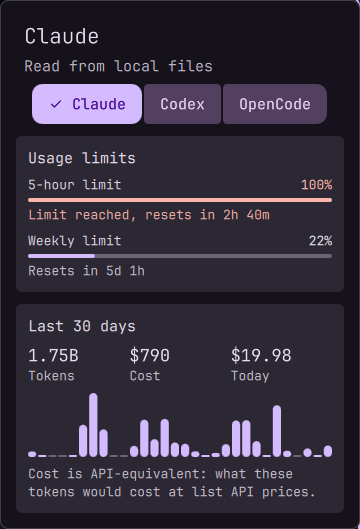 Claude
Read from local files
✓ Claude
Codex
OpenCode
Usage limits
5-hour limit 100%
Limit reached, resets in 2h 40m
Weekly limit 22%
Resets in 5d 1h
Last 30 days
1.75B $790 $19.98
Tokens Cost Today
Cost is API-equivalent: what these
tokens would cost at list API prices.